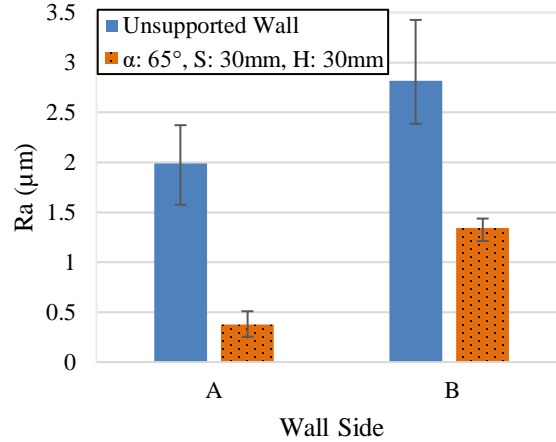 Unsupported Wall
α: 65°, S: 30mm, H: 30mm
3.5
3
2.5
2
1.5
1
0.5
0
Ra (µm)
A B
Wall Side